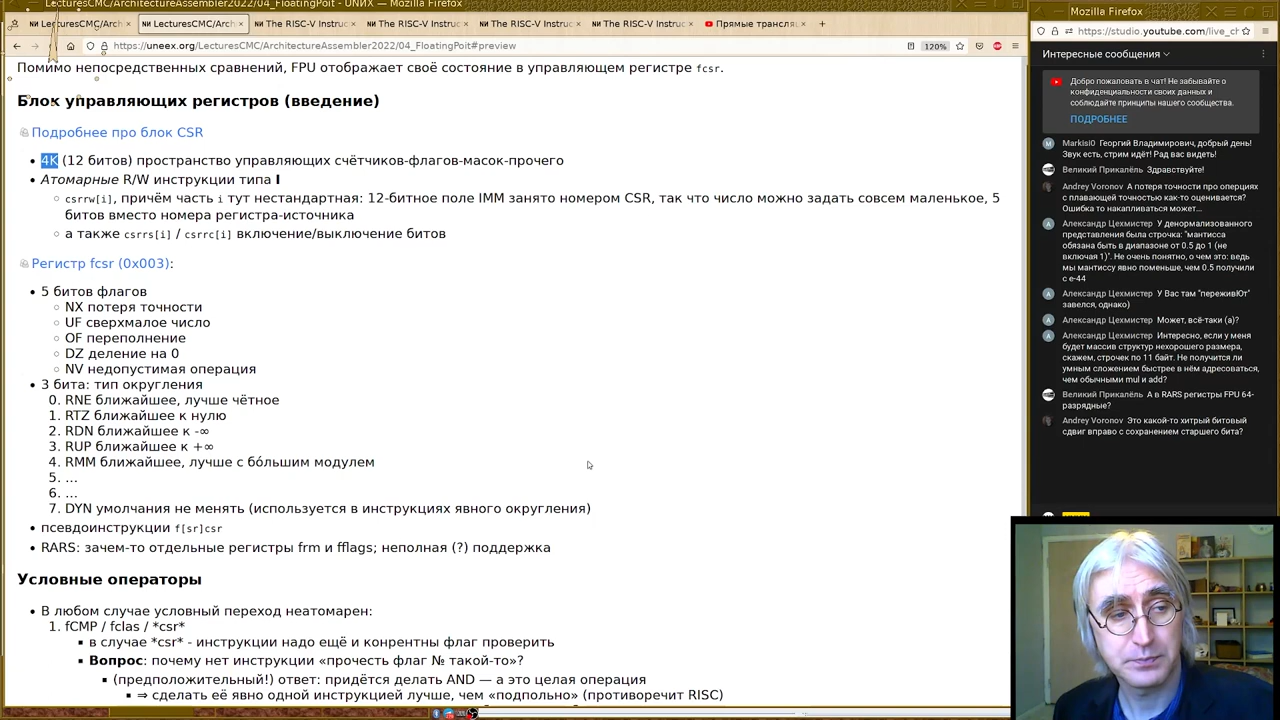 LecturesCMC/ArchitectureAssembler2022/04_FloatingPoit - UNIX — Mozilla Firefox
LecturesCMC/Arch
LecturesCMC/Arch
The RISC-V Instruc
The RISC-V Instruc
The RISC-V Instruc
The RISC-V Instruc
Прямые трансля
https://uneex.org/LecturesCMC/ArchitectureAssembler2022/04_FloatingPoit#preview
120%
Помимо непосредственных сравнений, FPU отображает своё состояние в управляющем регистре fcsr.
Блок управляющих регистров (введение)
Подробнее про блок CSR
4K (12 битов) пространство управляющих счётчиков-флагов-масок-прочего
Атомарные R/W инструкции типа I
csrrw[i], причём часть i тут нестандартная: 12-битное поле IMM занято номером CSR, так что число можно задать совсем маленькое, 5
битов вместо номера регистра-источника
а также csrrs[i] / csrrc[i] включение/выключение битов
Регистр fcsr (0x003):
5 битов флагов
NX потеря точности
UF сверхмалое число
OF переполнение
DZ деление на 0
NV недопустимая операция
3 бита: тип округления
0. RNE ближайшее, лучше чётное
1. RTZ ближайшее к нулю
2. RDN ближайшее к -∞
3. RUP ближайшее к +∞
4. RMM ближайшее, лучше с бо́льшим модулем
5. ...
6. ...
7. DYN умолчания не менять (используется в инструкциях явного округления)
псевдоинструкции f[sr]csr
RARS: зачем-то отдельные регистры frm и fflags; неполная (?) поддержка
Условные операторы
В любом случае условный переход неатомарен:
1. fCMP / fclas / *csr*
в случае *csr* - инструкции надо ещё и конрентны флаг проверить
Вопрос: почему нет инструкции «прочесть флаг № такой-то»?
(предположительный!) ответ: придётся делать AND — а это целая операция
⇒ сделать её явно одной инструкцией лучше, чем «подпольно» (противоречит RISC)
Mozilla Firefox
https://studio.youtube.com/live_ch
Интересные сообщения
Добро пожаловать в чат! Не забывайте о
конфиденциальности своих данных и
соблюдайте принципы нашего сообщества.
ПОДРОБНЕЕ
Markisi0 Георгий Владимирович, добрый день!
Звук есть, стрим идёт! Рад вас видеть!
Великий Прикалёль Здравствуйте!
Andrey Voronov А потеря точности про оперциях
с плавающей точностью как-то оценивается?
Ошибка то накапливаться может...
Александр Цехмистер У денормализованного
представления была строчка: "мантисса
обязана быть в диапазоне от 0.5 до 1 (не
включая 1)". Не очень понятно, о чем это: ведь
мы мантиссу явно поменьше, чем 0.5 получили
с e-44
Александр Цехмистер У Вас там "переживЮт"
завелся, однако)
Александр Цехмистер Может, всё-таки (а)?
Александр Цехмистер Интересно, если у меня
будет массив структур нехорошего размера,
скажем, строчек по 11 байт. Не получится ли
умным сложением быстрее в нём адресоваться,
чем обычными mul и add?
Великий Прикалёль А в RARS регистры FPU 64-
разрядные?
Andrey Voronov Это какой-то хитрый битовый
сдвиг вправо с сохранением старшего бита?